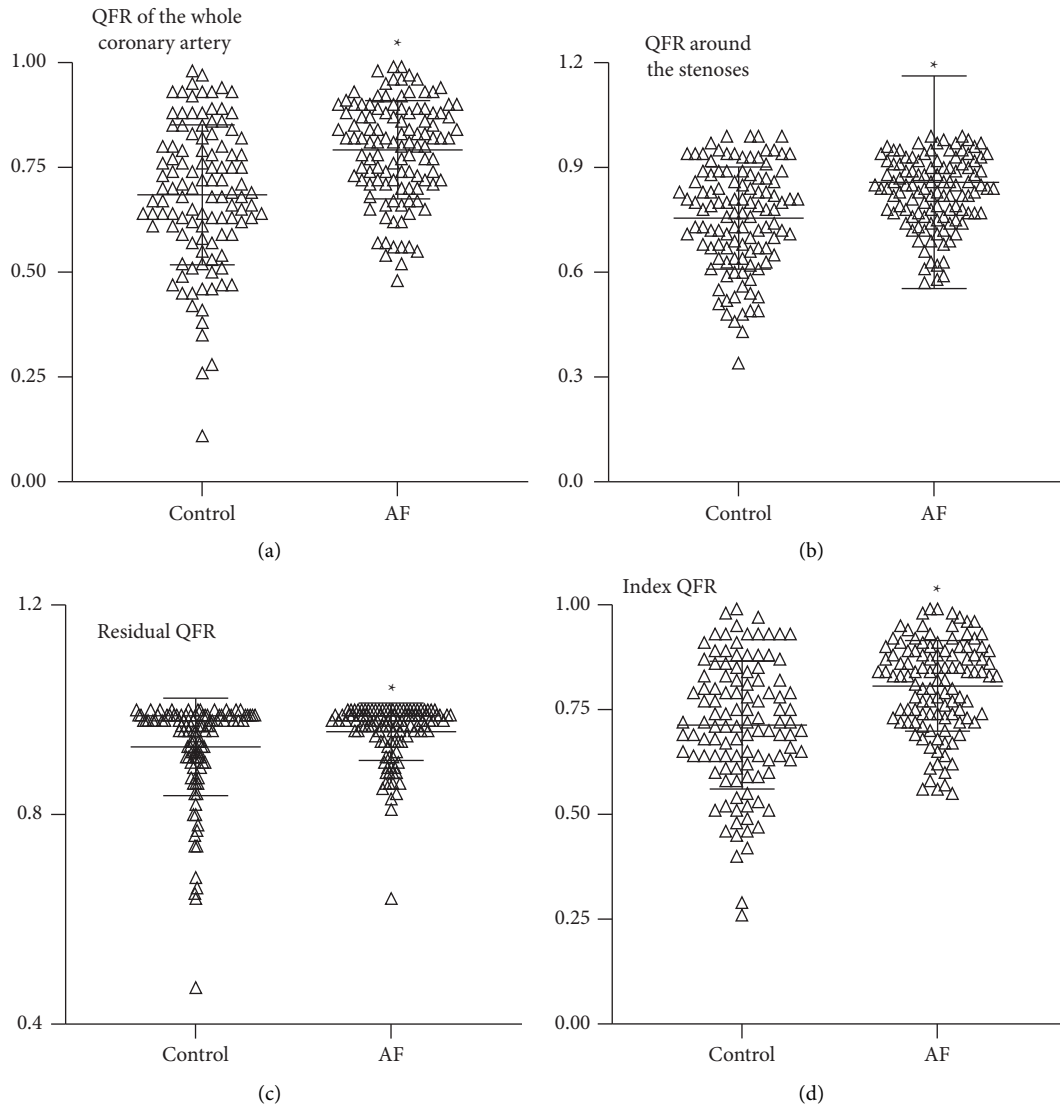 QFR of the whole
coronary artery
*
1.00
0.75
0.50
0.25
0.00
Control
AF
(a)
QFR around
the stenoses
*
1.2
0.9
0.6
0.3
0.0
Control
AF
(b)
Residual QFR
*
1.2
0.8
0.4
Control
AF
(c)
Index QFR
*
1.00
0.75
0.50
0.25
0.00
Control
AF
(d)